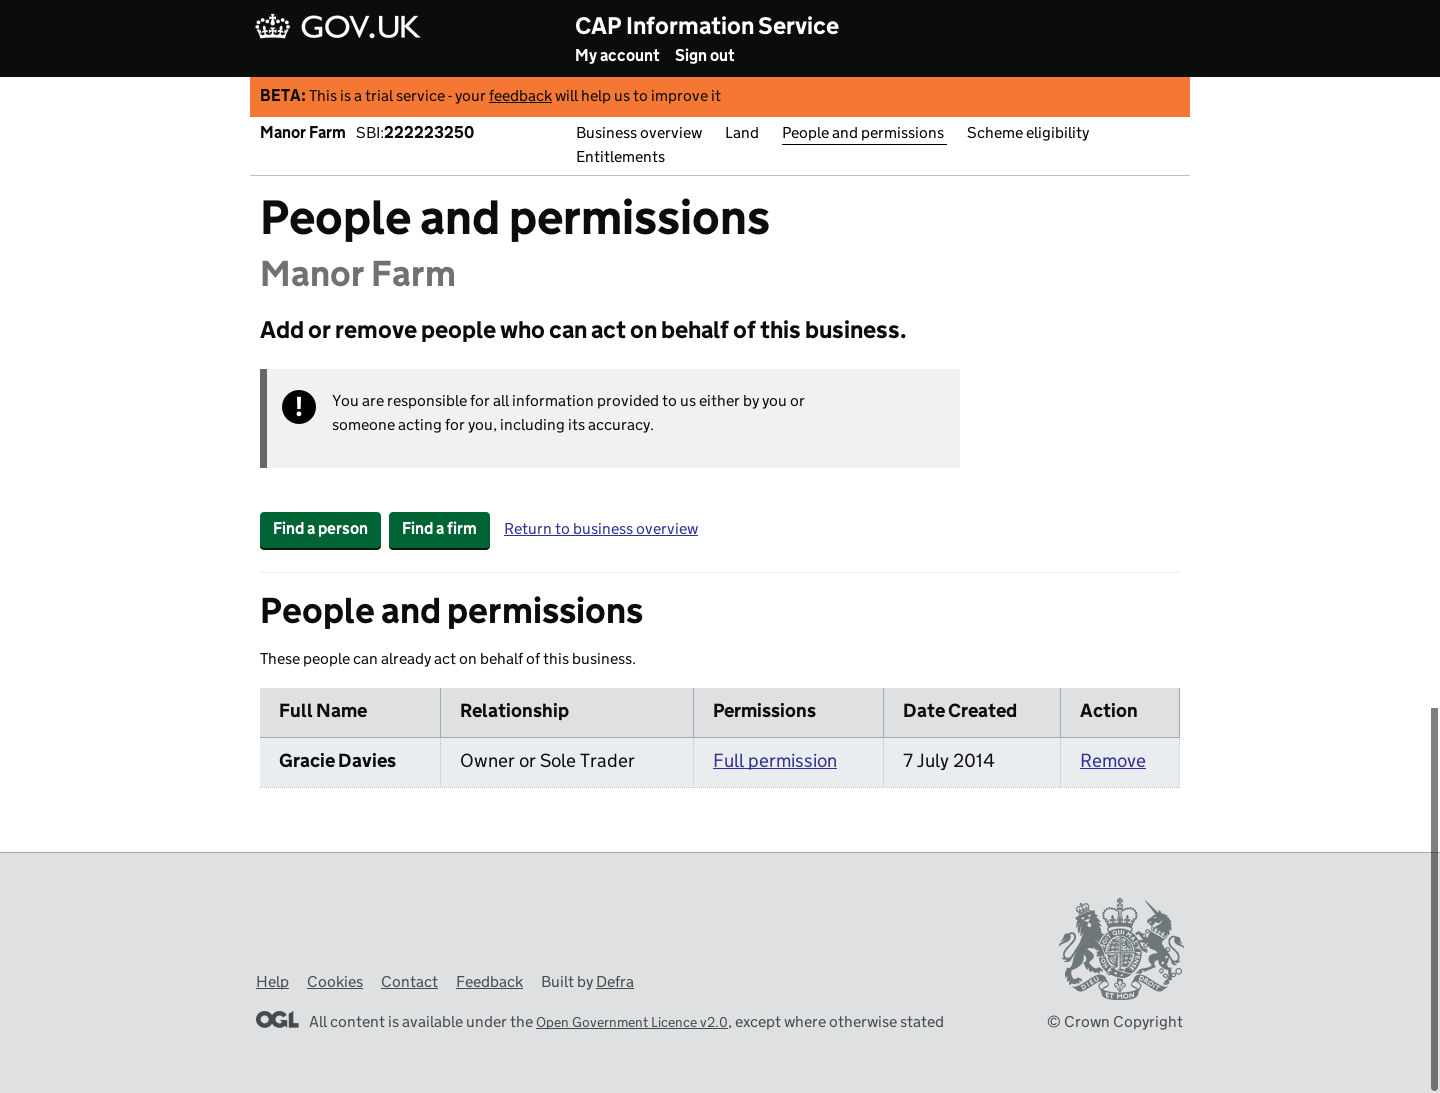 GOV.UK
CAP Information Service
My account Sign out
BETA: This is a trial service - your feedback will help us to improve it
Manor Farm SBI:222223250
Business overview Land People and permissions Scheme eligibility
Entitlements
People and permissions
Manor Farm
Add or remove people who can act on behalf of this business.
You are responsible for all information provided to us either by you or
someone acting for you, including its accuracy.
Find a person Find a firm Return to business overview
People and permissions
These people can already act on behalf of this business.
Full Name Relationship Permissions Date Created Action
Gracie Davies Owner or Sole Trader Full permission 7 July 2014 Remove
Help Cookies Contact Feedback Built by Defra
OGL All content is available under the Open Government Licence v2.0, except where otherwise stated
DIEU ET MON DROIT
© Crown Copyright